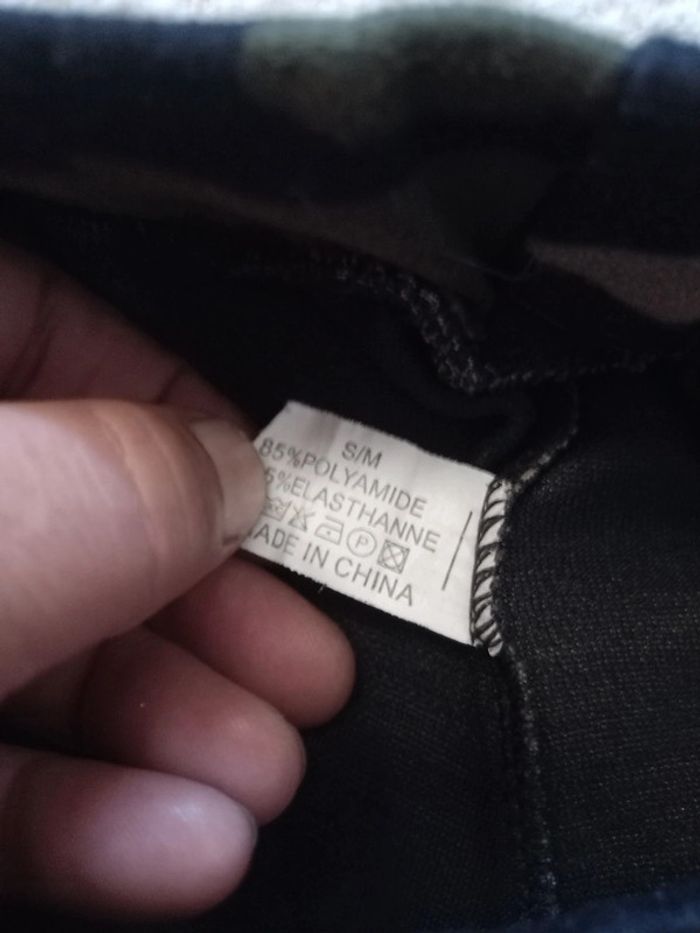 S/M
85%POLYAMIDE
5%ELASTHANNE
P
ADE IN CHINA